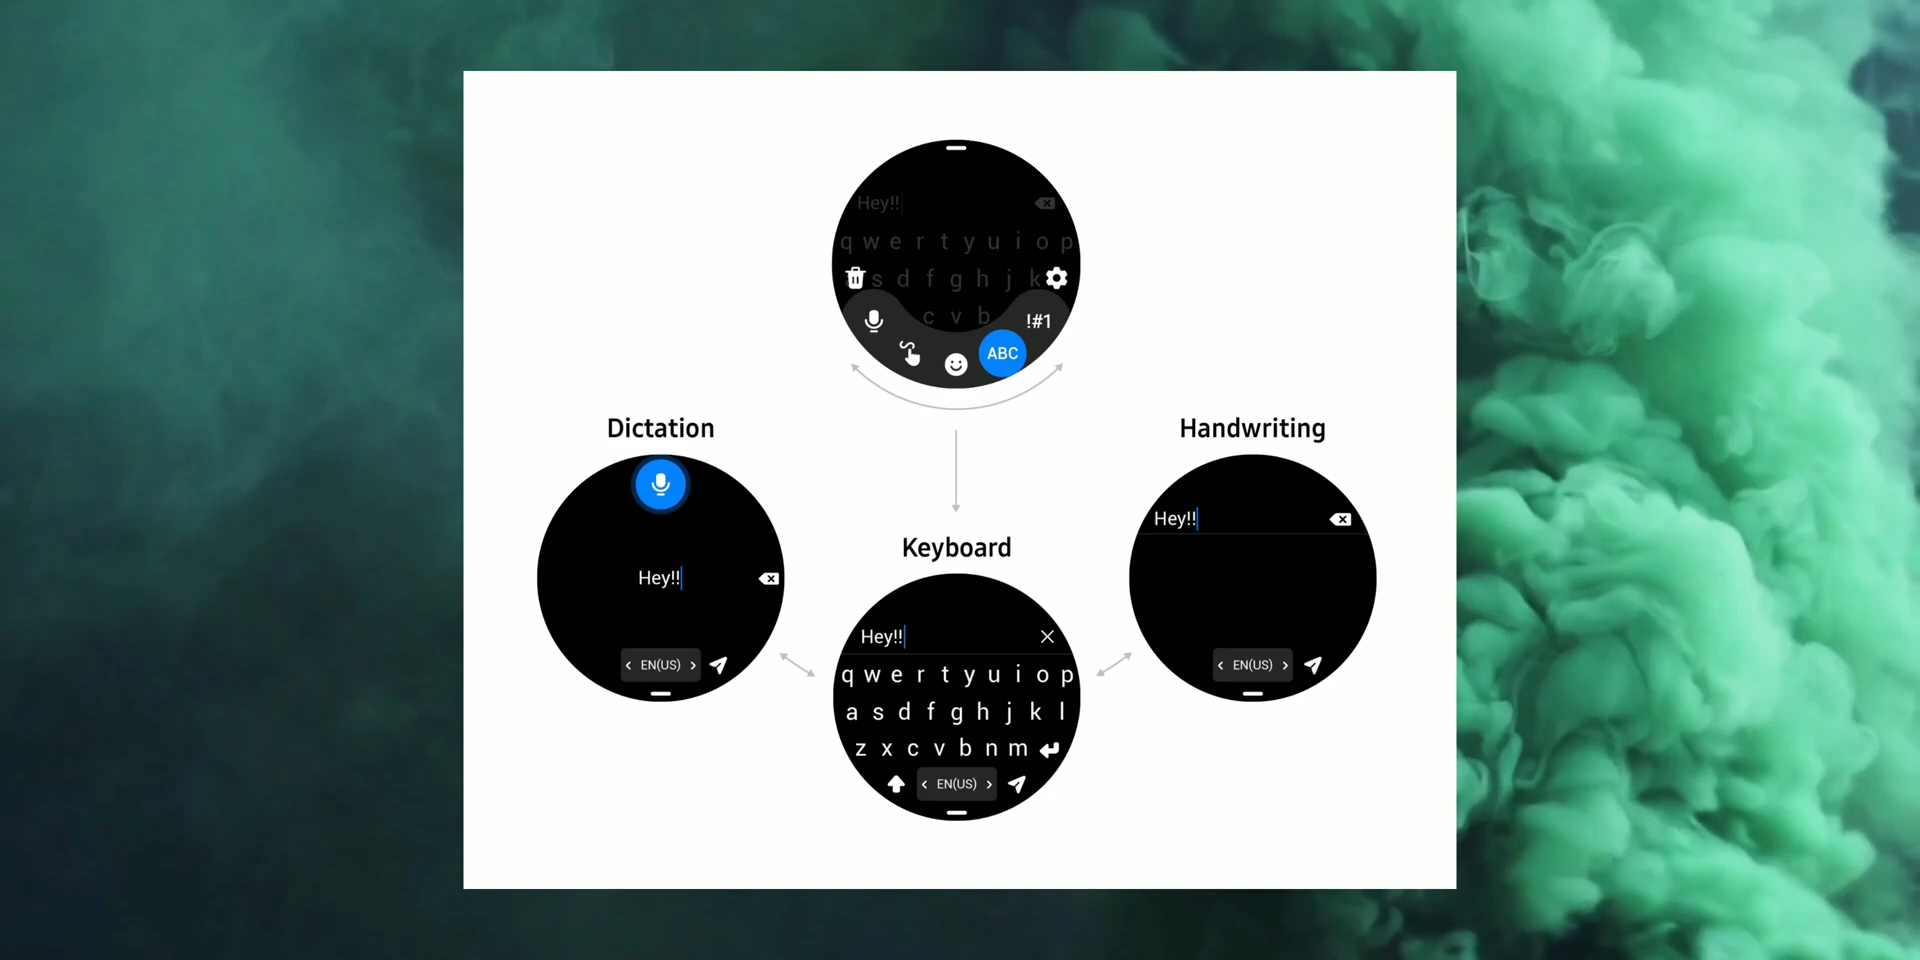 Hey!!
q w e r t y u i o p
s d f g h j k
c v b
!#1
ABC
Dictation
Hey!!
EN(US)
Keyboard
Hey!!
q w e r t y u i o p
a s d f g h j k l
z x c v b n m
EN(US)
Handwriting
Hey!!
EN(US)